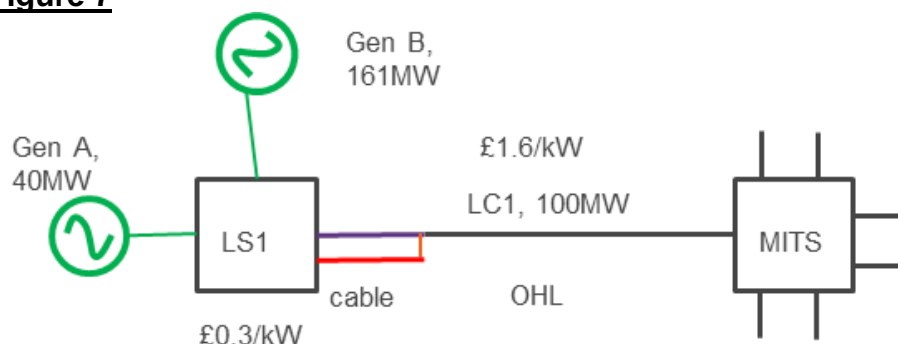 Figure 7
Gen B,
161MW
Gen A,
40MW
£1.6/kW
LC1, 100MW
LS1
MITS
cable
OHL
£0.3/kW